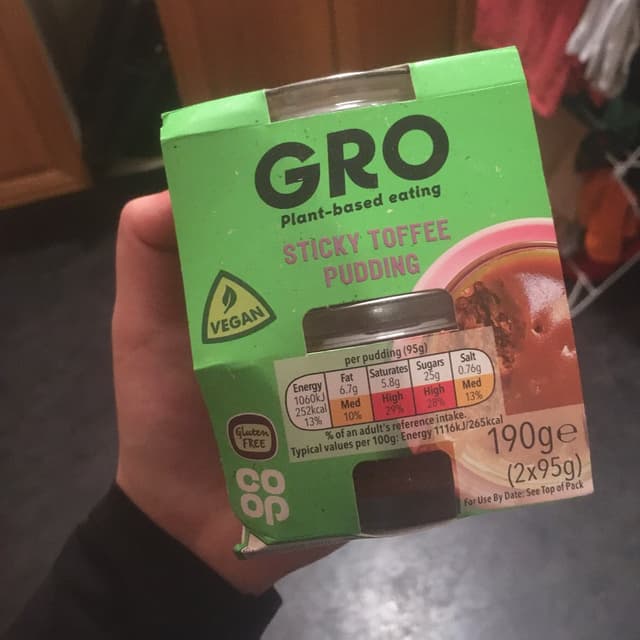 GRO
Plant-based eating
STICKY TOFFEE
PUDDING
VEGAN
per pudding (95g)
Energy Fat Saturates Sugars Salt
1060kJ 6.7g 5.8g 25g 0.76g
252kcal Med High High Med
13% 10% 29% 28% 13%
% of an adult's reference intake.
Typical values per 100g: Energy 1116kJ/265kcal
Gluten
FREE
CO
OP
190g℮
(2x95g)
For Use By Date: See Top of Pack